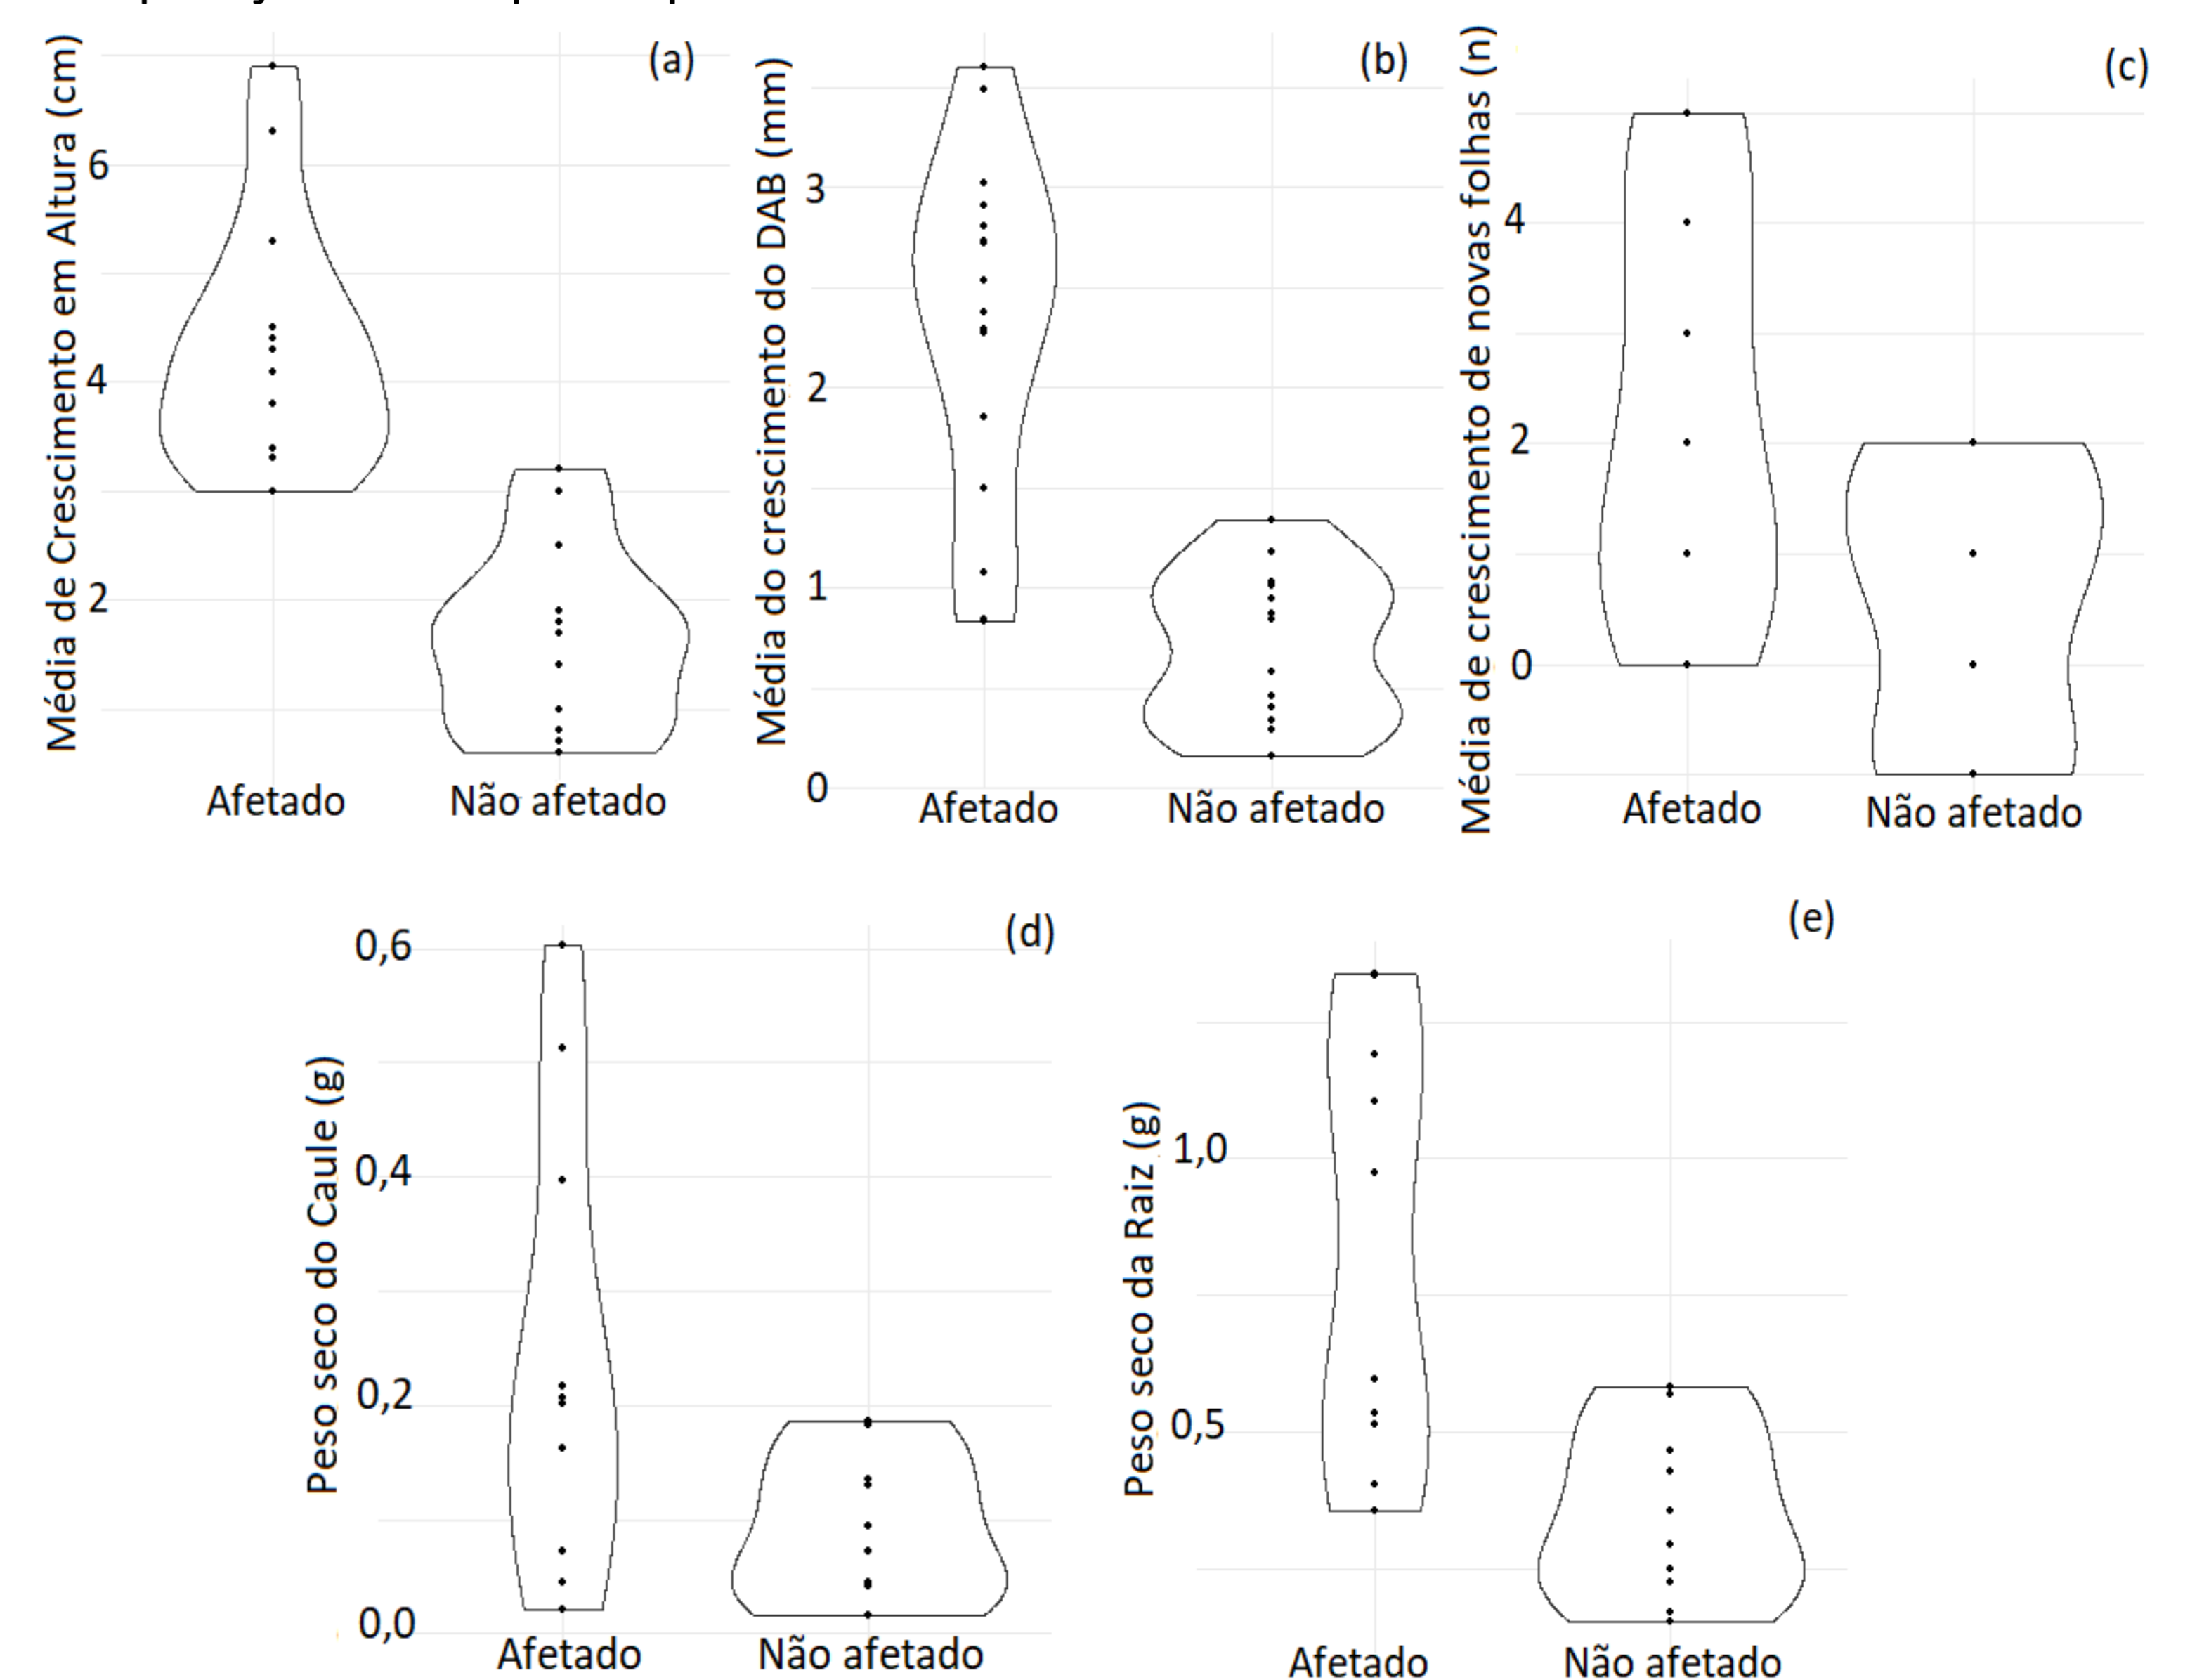 (a)
Média de Crescimento em Altura (cm)
6
4
2
Afetado
Não afetado
(b)
Média do crescimento do DAB (mm)
3
2
1
0
Afetado
Não afetado
(c)
Média de crescimento de novas folhas (n)
4
2
0
Afetado
Não afetado
(d)
Peso seco do Caule (g)
0,6
0,4
0,2
0,0
Afetado
Não afetado
(e)
Peso seco da Raiz (g)
1,0
0,5
Afetado
Não afetado